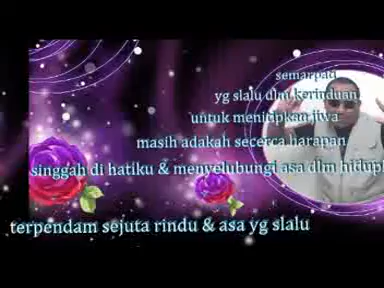 semarpad
yg slalu dlm kerinduan
untuk menitipkan jiwa
masih adakah secerca harapan
singgah di hatiku & menyelubungi asa dlm hidup
terpendam sejuta rindu & asa yg slalu